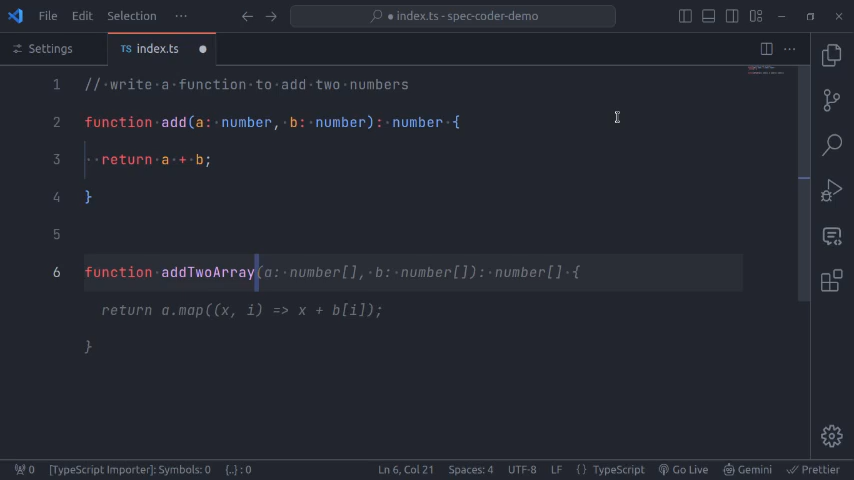 File Edit Selection ··· index.ts - spec-coder-demo
Settings TS index.ts
1 // write a function to add two numbers
2 function add(a: number, b: number): number {
3 return a + b;
4 }
5
6 function addTwoArray(a: number[], b: number[]): number[] {
return a.map((x, i) => x + b[i]);
}
0 [TypeScript Importer]: Symbols: 0 {..} : 0 Ln 6, Col 21 Spaces: 4 UTF-8 LF { } TypeScript Go Live Gemini Prettier